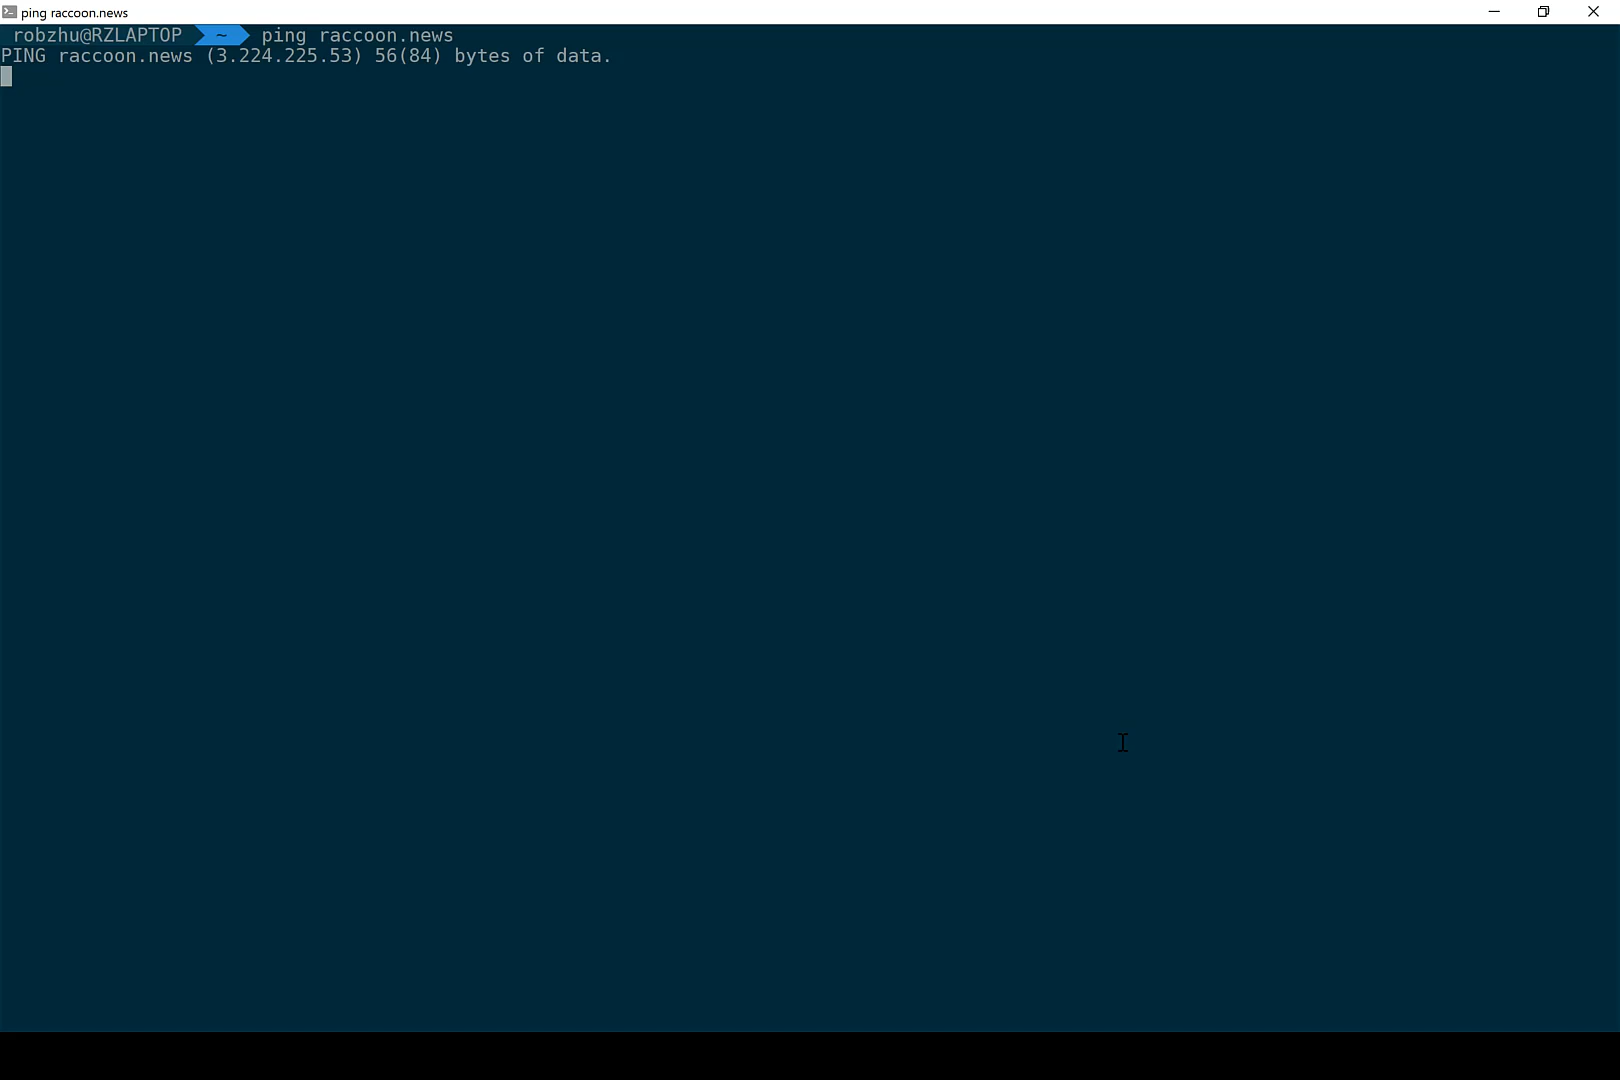 ping raccoon.news
robzhu@RZLAPTOP ~ ping raccoon.news
PING raccoon.news (3.224.225.53) 56(84) bytes of data.